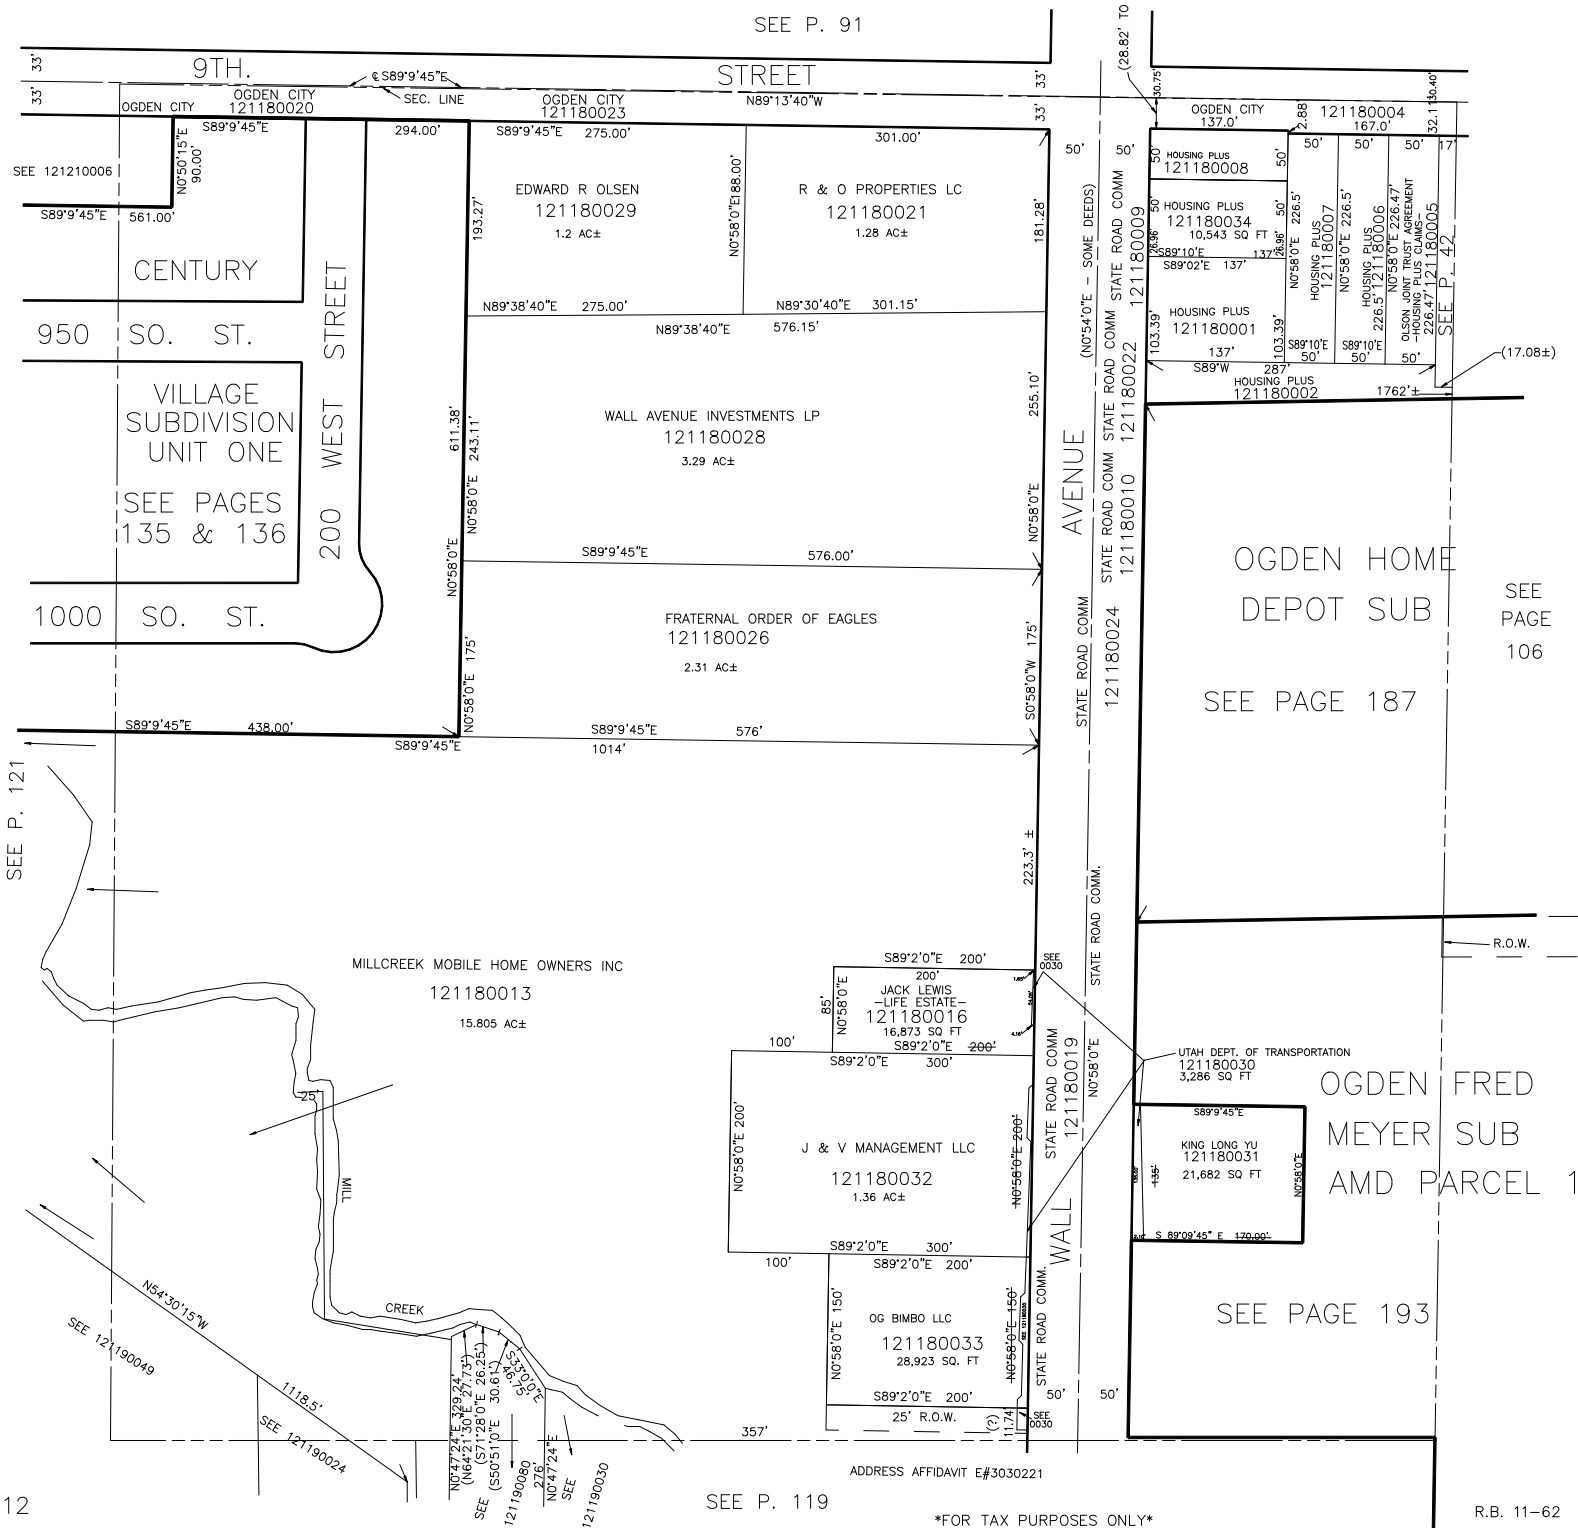 SEE P. 91
33'
9TH.
STREET
33'
33'
33'
℄ S89°9'45"E
SEC. LINE
N89°13'40"W
(28.82' TO
30.75'
OGDEN CITY
OGDEN CITY
121180020
OGDEN CITY
121180023
OGDEN CITY
137.0'
2.88'
121180004
167.0'
S89°9'45"E
294.00'
S89°9'45"E
275.00'
301.00'
50'
50'
50'
50'
50'
17'
N0°50'15"E
90.00'
SEE 121210006
S89°9'45"E 561.00'
CENTURY
950 SO. ST.
VILLAGE
SUBDIVISION
UNIT ONE
SEE PAGES
135 & 136
1000 SO. ST.
200 WEST STREET
193.27'
EDWARD R OLSEN
121180029
1.2 AC±
N0°58'0"E188.00'
R & O PROPERTIES LC
121180021
1.28 AC±
181.28'
N89°38'40"E 275.00'
N89°30'40"E 301.15'
N89°38'40"E 576.15'
611.38'
N0°58'0"E 243.11'
N0°58'0"E
WALL AVENUE INVESTMENTS LP
121180028
3.29 AC±
255.10'
N0°58'0"E
S89°9'45"E
576.00'
FRATERNAL ORDER OF EAGLES
121180026
2.31 AC±
N0°58'0"E 175'
S0°58'0"W 175'
S89°9'45"E
438.00'
S89°9'45"E
S89°9'45"E
576'
1014'
(N0°54'0"E - SOME DEEDS)
STATE ROAD COMM
121180009
STATE ROAD COMM
121180022
STATE ROAD COMM
121180010
STATE ROAD COMM
121180024
STATE ROAD COMM
AVENUE
50'
HOUSING PLUS
121180008
50'
50'
HOUSING PLUS
121180034
10,543 SQ FT
50'
26.96'
26.96'
S89°10'E
137'
S89°02'E 137'
HOUSING PLUS
121180001
103.39'
103.39'
137'
S89°W
287'
HOUSING PLUS
121180002
1762'±
(17.08±)
N0°58'0"E 226.5'
HOUSING PLUS
121180007
N0°58'0"E 226.5'
HOUSING PLUS
226.5' 121180006
N0°58'0"E 226.47'
OLSON JOINT TRUST AGREEMENT
-HOUSING PLUS CLAIMS-
226.47' 121180005
SEE P. 42
S89°10'E
50'
S89°10'E
50'
50'
OGDEN HOME
DEPOT SUB
SEE PAGE 187
SEE
PAGE
106
SEE P. 121
223.3' ±
STATE ROAD COMM.
R.O.W.
MILLCREEK MOBILE HOME OWNERS INC
121180013
15.805 AC±
S89°2'0"E 200'
200'
JACK LEWIS
-LIFE ESTATE-
121180016
16,873 SQ FT
85'
N0°58'0"E
S89°2'0"E 200'
SEE
0030
100'
S89°2'0"E 300'
N0°58'0"E 200'
J & V MANAGEMENT LLC
121180032
1.36 AC±
N0°58'0"E 200'
S89°2'0"E 300'
100'
S89°2'0"E 200'
N0°58'0"E 150'
OG BIMBO LLC
121180033
28,923 SQ. FT
N0°58'0"E 150'
SEE 121180030
S89°2'0"E 200'
25' R.O.W.
(?)
11.74'
SEE
0030
STATE ROAD COMM
121180019
N0°58'0"E
WALL
STATE ROAD COMM.
50'
50'
UTAH DEPT. OF TRANSPORTATION
121180030
3,286 SQ FT
S89°9'45"E
KING LONG YU
121180031
21,682 SQ FT
135'
N0°58'0"E
S 89°09'45" E 170.00'
OGDEN FRED
MEYER SUB
AMD PARCEL 1
SEE PAGE 193
25'
MILL
CREEK
N54°30'15"W
1118.5'
SEE 121190049
SEE 121190024
N0°47'24"E 329.24'
(N64°21'30"E 27.73')
(S71°28'0"E 26.25')
(S50°51'0"E 30.61')
S33°0'0"E
46.75'
SEE 121190080
276'
N0°47'24"E
SEE 121190030
357'
ADDRESS AFFIDAVIT E#3030221
SEE P. 119
*FOR TAX PURPOSES ONLY*
12
R.B. 11-62